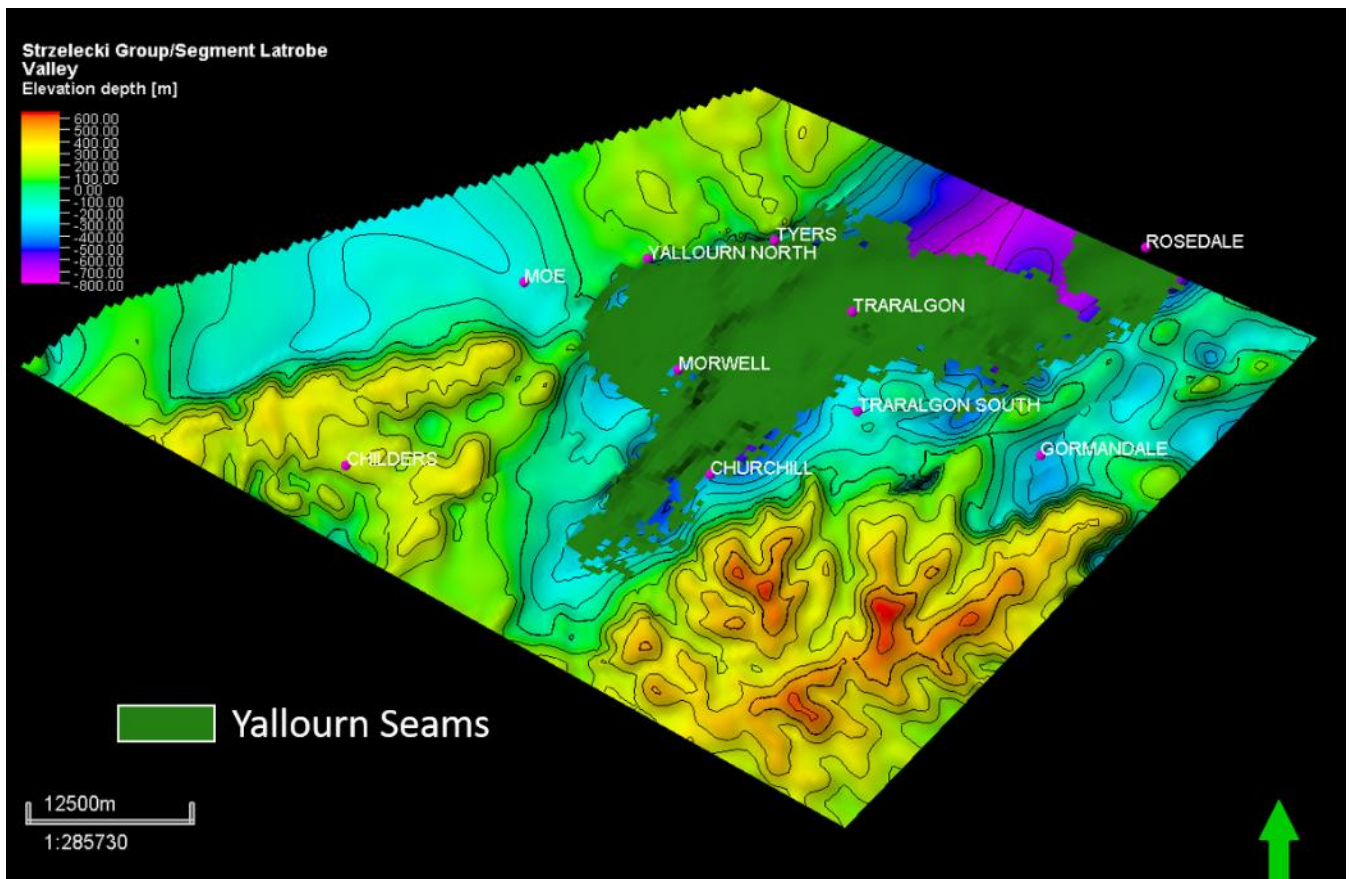 Strzelecki Group/Segment Latrobe
Valley
Elevation depth [m]
600.00
500.00
400.00
300.00
200.00
100.00
0.00
-100.00
-200.00
-300.00
-400.00
-500.00
-600.00
-700.00
-800.00
TYERS
ROSEDALE
YALLOURN NORTH
MOE
TRARALGON
MORWELL
TRARALGON SOUTH
GORMANDALE
CHILDERS
CHURCHILL
Yallourn Seams
12500m
1:285730